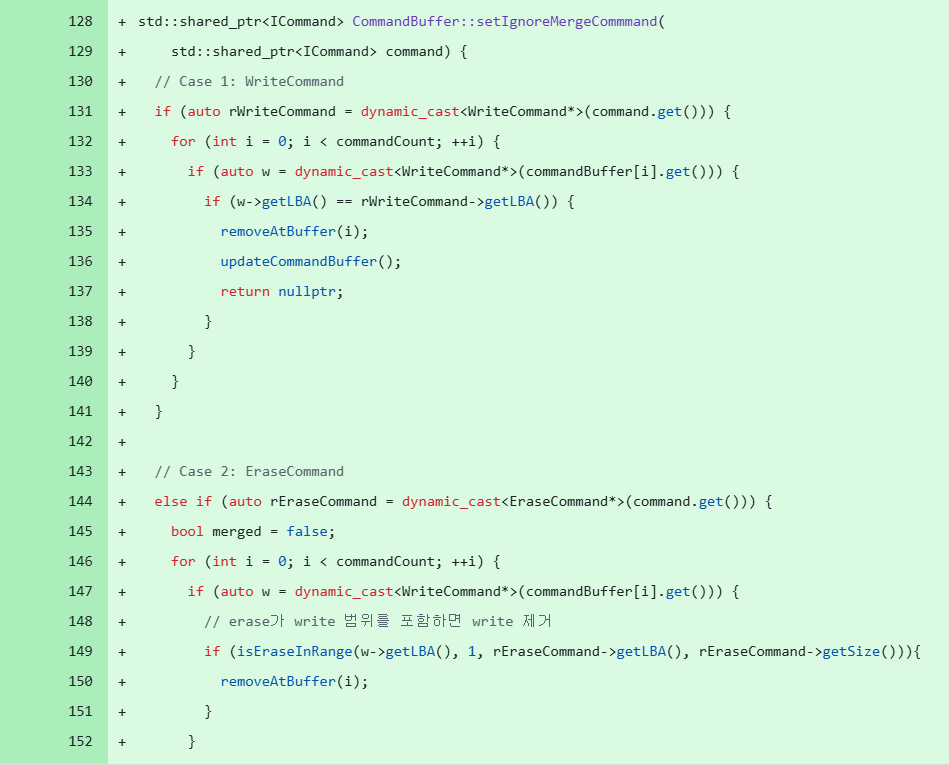 128 + std::shared_ptr<ICommand> CommandBuffer::setIgnoreMergeCommmand(
129 +     std::shared_ptr<ICommand> command) {
130 +   // Case 1: WriteCommand
131 +   if (auto rWriteCommand = dynamic_cast<WriteCommand*>(command.get())) {
132 +     for (int i = 0; i < commandCount; ++i) {
133 +       if (auto w = dynamic_cast<WriteCommand*>(commandBuffer[i].get())) {
134 +         if (w->getLBA() == rWriteCommand->getLBA()) {
135 +           removeAtBuffer(i);
136 +           updateCommandBuffer();
137 +           return nullptr;
138 +         }
139 +       }
140 +     }
141 +   }
142 +
143 +   // Case 2: EraseCommand
144 +   else if (auto rEraseCommand = dynamic_cast<EraseCommand*>(command.get())) {
145 +     bool merged = false;
146 +     for (int i = 0; i < commandCount; ++i) {
147 +       if (auto w = dynamic_cast<WriteCommand*>(commandBuffer[i].get())) {
148 +         // erase가 write 범위를 포함하면 write 제거
149 +         if (isEraseInRange(w->getLBA(), 1, rEraseCommand->getLBA(), rEraseCommand->getSize())){
150 +           removeAtBuffer(i);
151 +         }
152 +       }